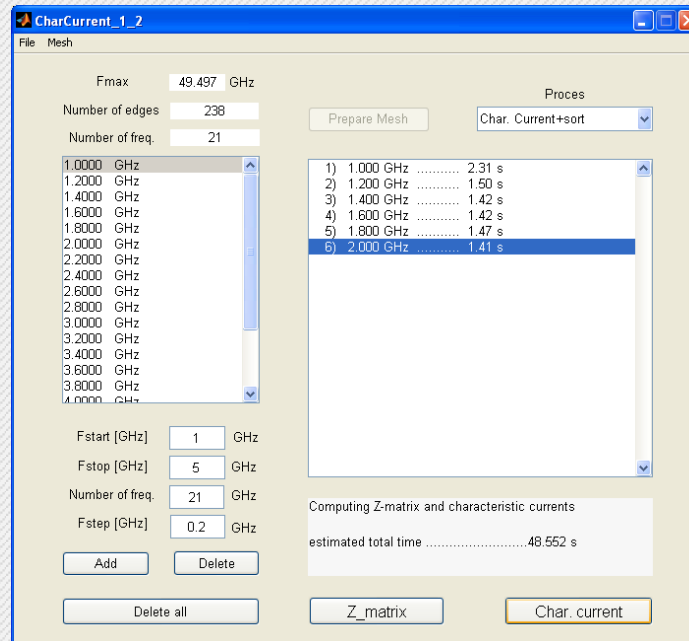 CharCurrent_1_2
File Mesh
Fmax 49.497 GHz
Number of edges 238
Number of freq. 21
1.0000 GHz
1.2000 GHz
1.4000 GHz
1.6000 GHz
1.8000 GHz
2.0000 GHz
2.2000 GHz
2.4000 GHz
2.6000 GHz
2.8000 GHz
3.0000 GHz
3.2000 GHz
3.4000 GHz
3.6000 GHz
3.8000 GHz
4.0000 GHz
Fstart [GHz] 1 GHz
Fstop [GHz] 5 GHz
Number of freq. 21
Fstep [GHz] 0.2 GHz
Add Delete
Delete all
Proces
Prepare Mesh Char. Current+sort
1) 1.000 GHz ........... 2.31 s
2) 1.200 GHz ........... 1.50 s
3) 1.400 GHz ........... 1.42 s
4) 1.600 GHz ........... 1.42 s
5) 1.800 GHz ........... 1.47 s
6) 2.000 GHz ........... 1.41 s
Computing Z-matrix and characteristic currents
estimated total time ..........................48.552 s
Z_matrix Char. current